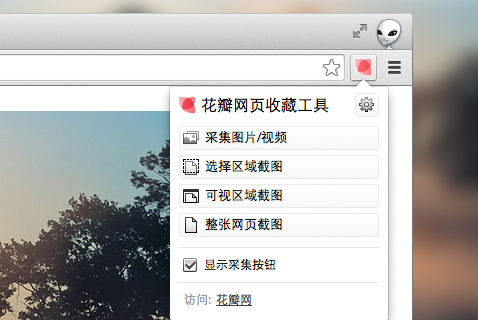 花瓣网页收藏工具
采集图片/视频
选择区域截图
可视区域截图
整张网页截图
显示采集按钮
访问: 花瓣网